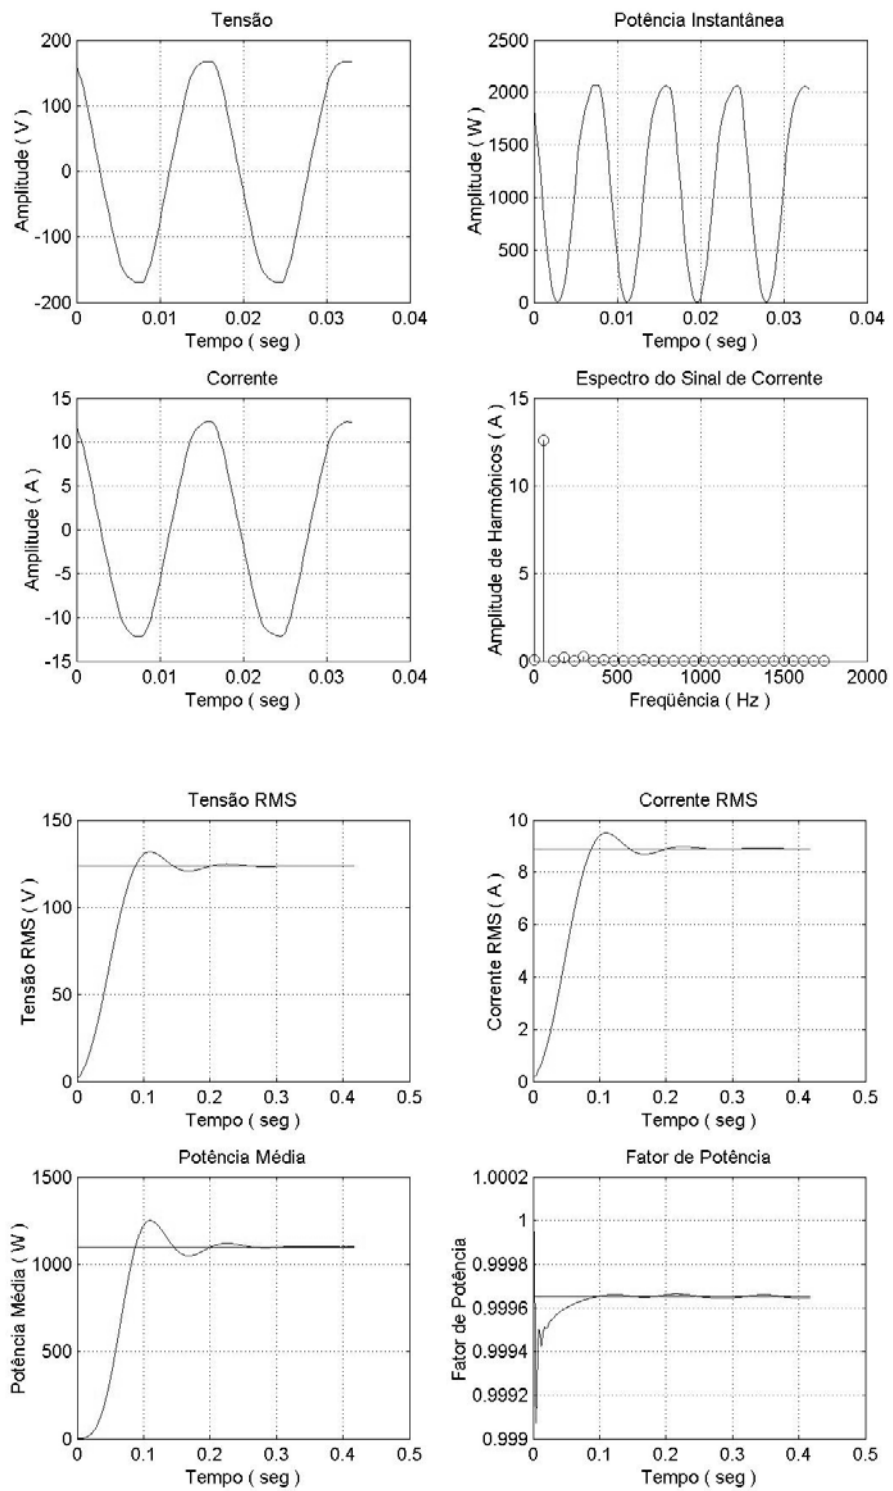 Tensão
Amplitude ( V )
200
100
0
-100
-200
0 0.01 0.02 0.03 0.04
Tempo ( seg )
Potência Instantânea
Amplitude ( W )
2500
2000
1500
1000
500
0
0 0.01 0.02 0.03 0.04
Tempo ( seg )
Corrente
Amplitude ( A )
15
10
5
0
-5
-10
-15
0 0.01 0.02 0.03 0.04
Tempo ( seg )
Espectro do Sinal de Corrente
Amplitude de Harmônicos ( A )
15
10
5
0
0 500 1000 1500 2000
Freqüência ( Hz )
Tensão RMS
Tensão RMS ( V )
150
100
50
0
0 0.1 0.2 0.3 0.4 0.5
Tempo ( seg )
Corrente RMS
Corrente RMS ( A )
10
8
6
4
2
0
0 0.1 0.2 0.3 0.4 0.5
Tempo ( seg )
Potência Média
Potência Média ( W )
1500
1000
500
0
0 0.1 0.2 0.3 0.4 0.5
Tempo ( seg )
Fator de Potência
Fator de Potência
1.0002
1
0.9998
0.9996
0.9994
0.9992
0.999
0 0.1 0.2 0.3 0.4 0.5
Tempo ( seg )